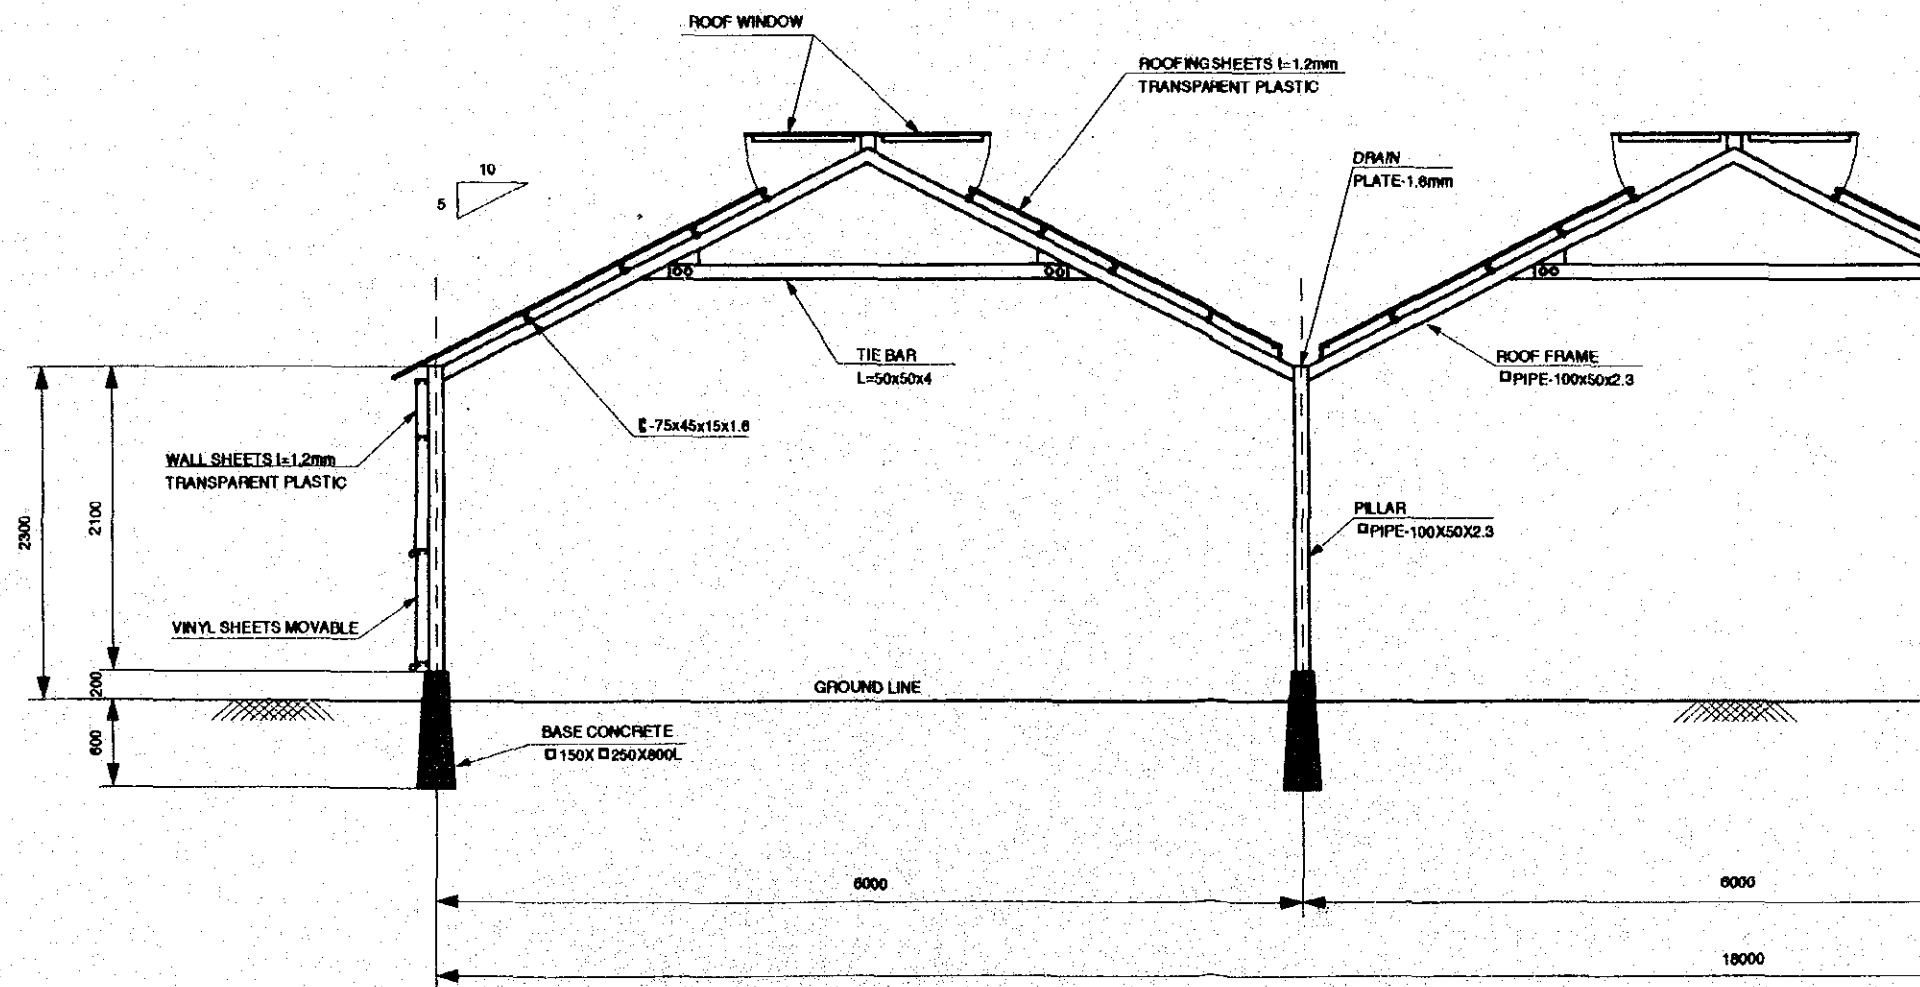 ROOF WINDOW
ROOFING SHEETS t=1.2mm
TRANSPARENT PLASTIC
DRAIN
PLATE-1.6mm
10
5
TIE BAR
L=50x50x4
ROOF FRAME
□PIPE-100x50x2.3
[-75x45x15x1.6
WALL SHEETS t=1.2mm
TRANSPARENT PLASTIC
2300
2100
PILLAR
□PIPE-100X50X2.3
VINYL SHEETS MOVABLE
200
GROUND LINE
600
BASE CONCRETE
□150X□250X800L
6000
6000
18000